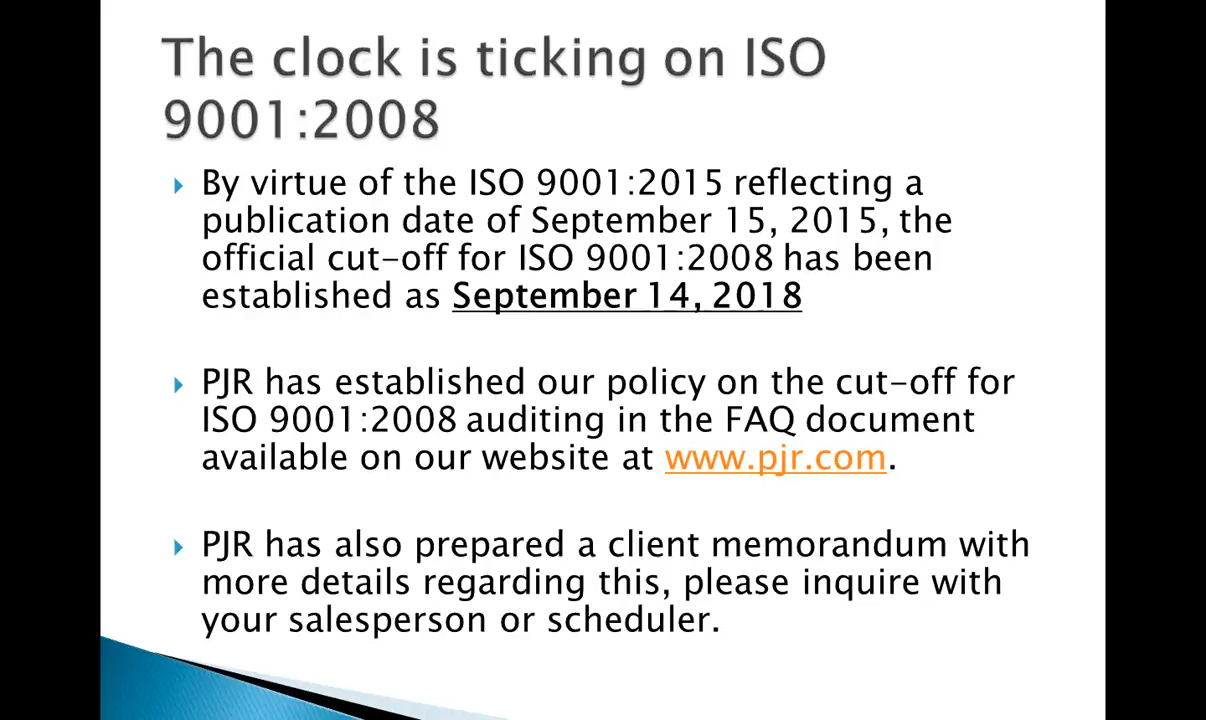 The clock is ticking on ISO
9001:2008
By virtue of the ISO 9001:2015 reflecting a
publication date of September 15, 2015, the
official cut-off for ISO 9001:2008 has been
established as September 14, 2018
PJR has established our policy on the cut-off for
ISO 9001:2008 auditing in the FAQ document
available on our website at www.pjr.com.
PJR has also prepared a client memorandum with
more details regarding this, please inquire with
your salesperson or scheduler.